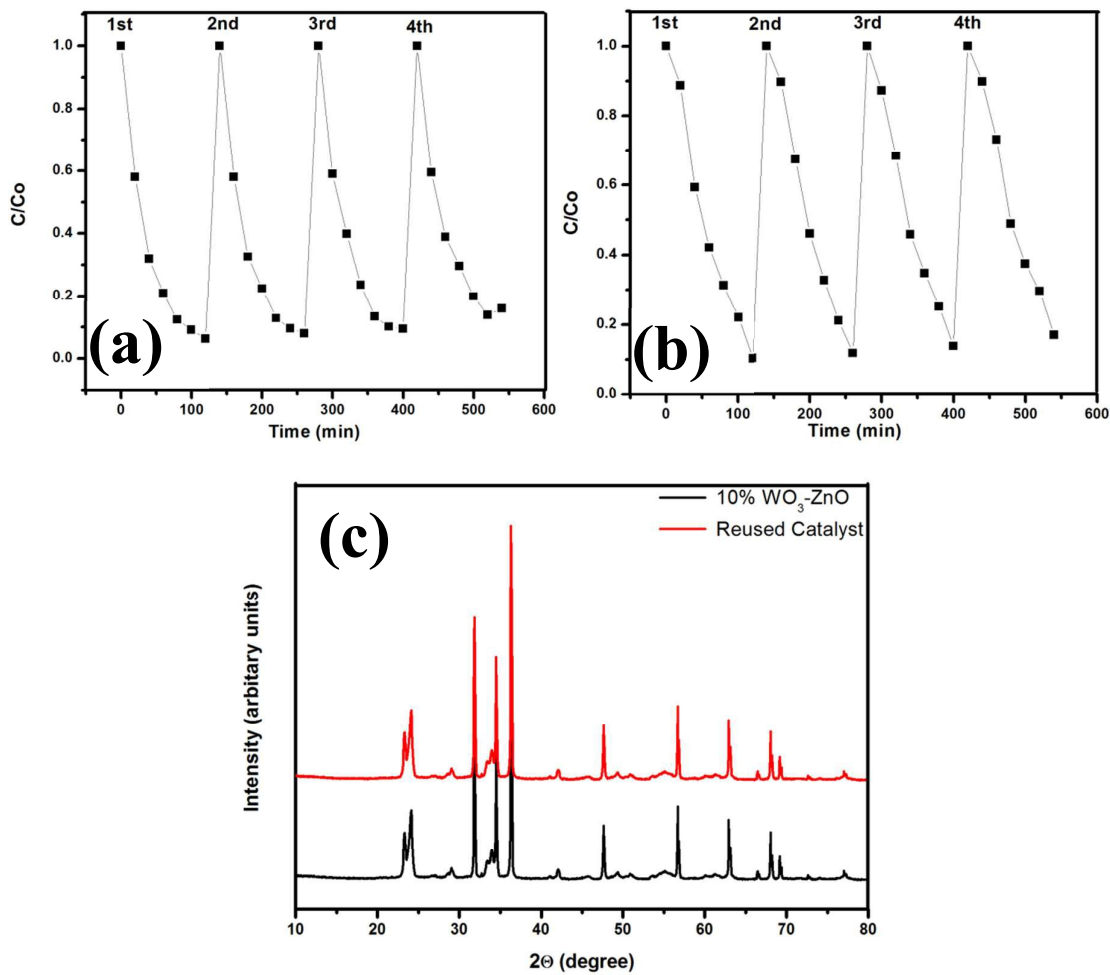 1st 2nd 3rd 4th
1.0
0.8
0.6
0.4
0.2
0.0
C/Co
(a)
0 100 200 300 400 500 600
Time (min)
1st 2nd 3rd 4th
1.0
0.8
0.6
0.4
0.2
0.0
C/Co
(b)
0 100 200 300 400 500 600
Time (min)
(c)
10% WO₃-ZnO
Reused Catalyst
Intensity (arbitary units)
10 20 30 40 50 60 70 80
2Θ (degree)